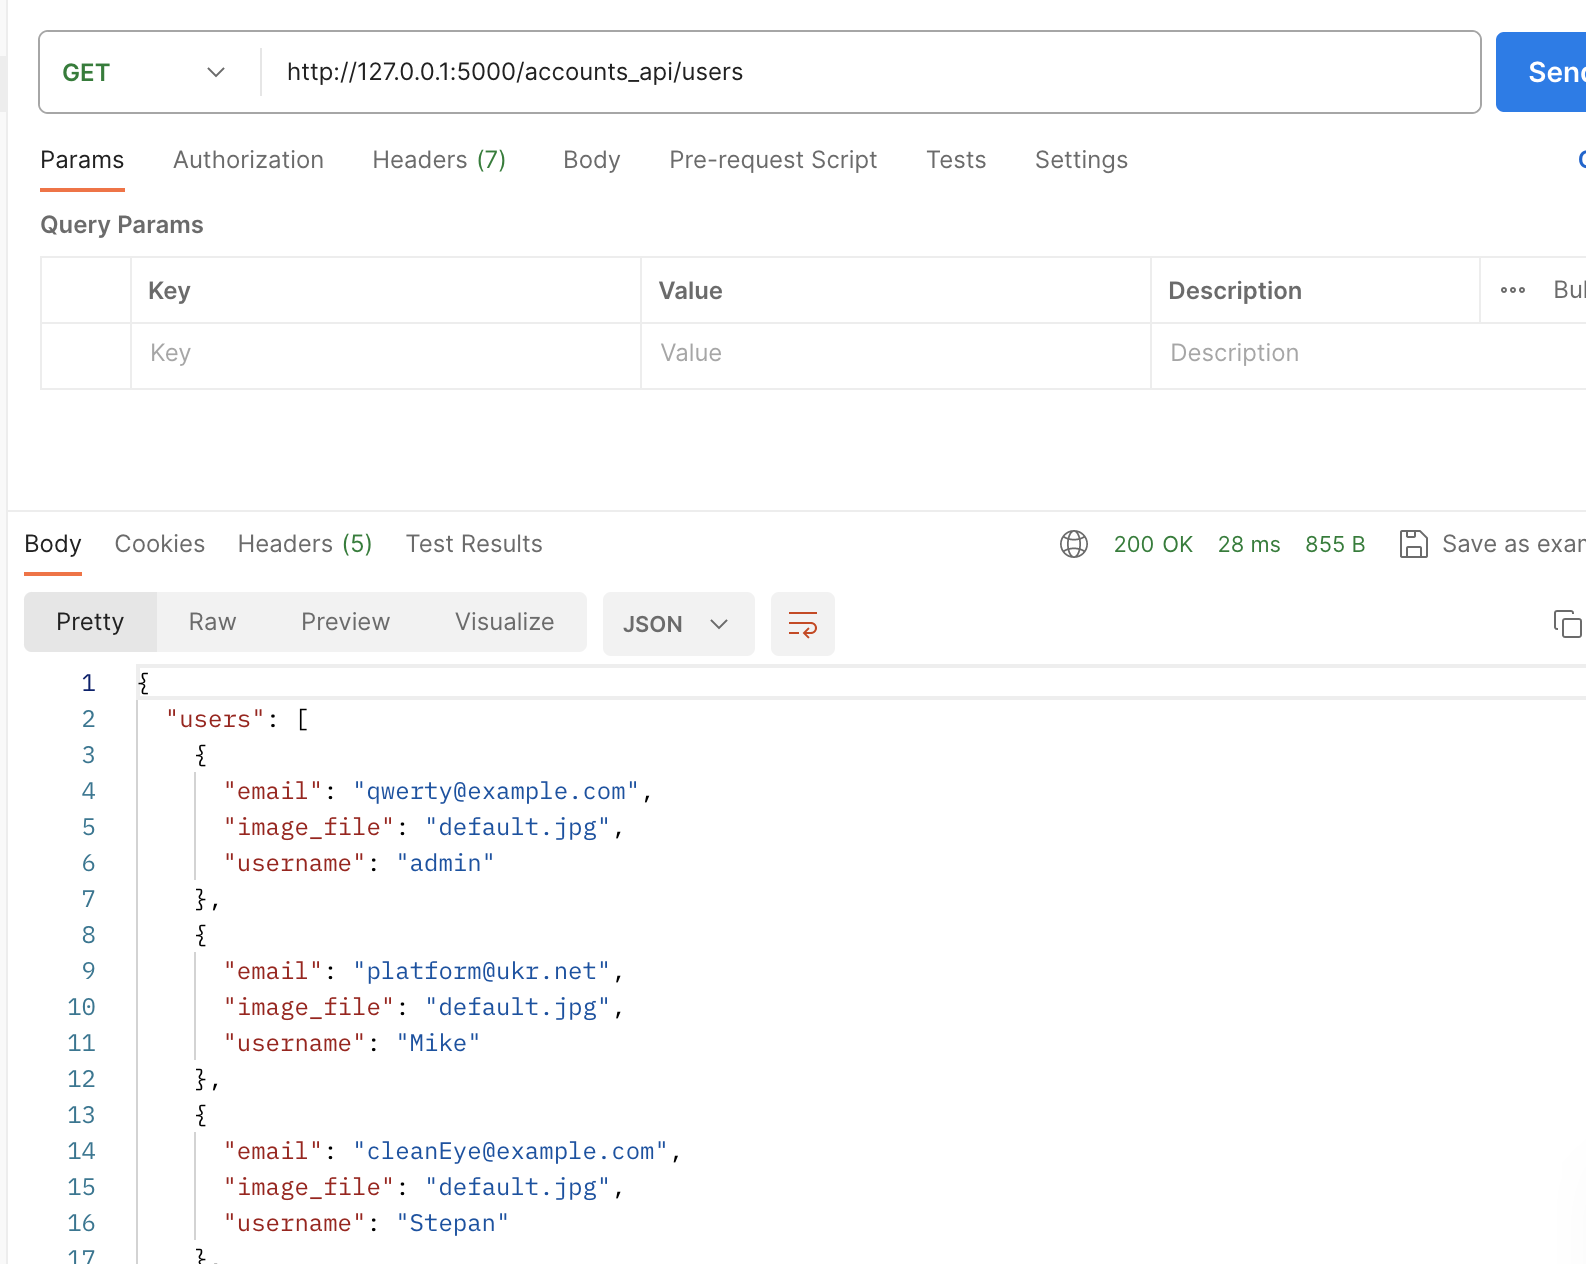 GET http://127.0.0.1:5000/accounts_api/users
Params Authorization Headers (7) Body Pre-request Script Tests Settings
Query Params
Key Value Description
Key Value Description
Body Cookies Headers (5) Test Results 200 OK 28 ms 855 B Save as
Pretty Raw Preview Visualize JSON
1 {
2 "users": [
3 {
4 "email": "qwerty@example.com",
5 "image_file": "default.jpg",
6 "username": "admin"
7 },
8 {
9 "email": "platform@ukr.net",
10 "image_file": "default.jpg",
11 "username": "Mike"
12 },
13 {
14 "email": "cleanEye@example.com",
15 "image_file": "default.jpg",
16 "username": "Stepan"
17 },